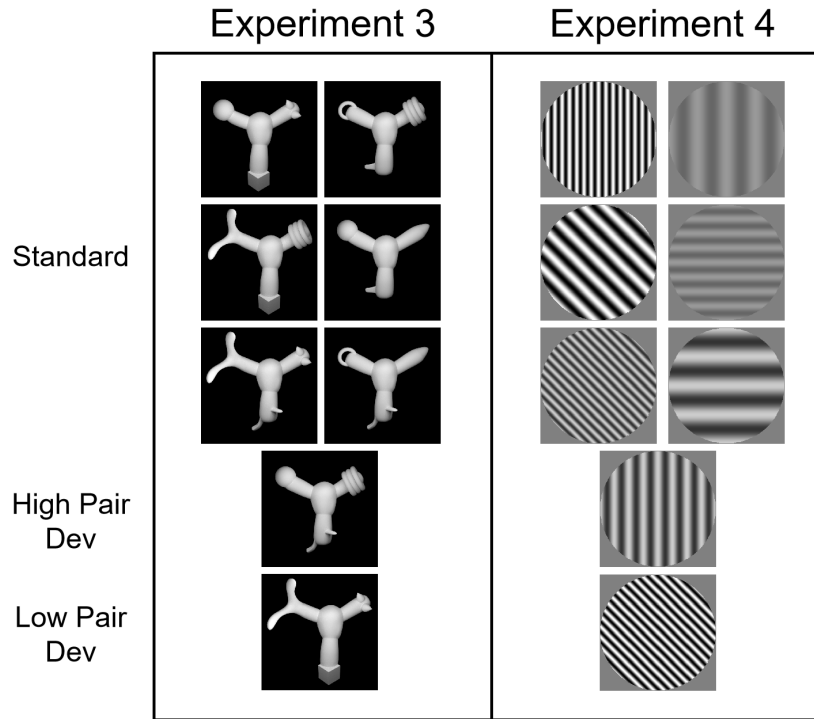 Experiment 3
Experiment 4
Standard
High Pair
Dev
Low Pair
Dev